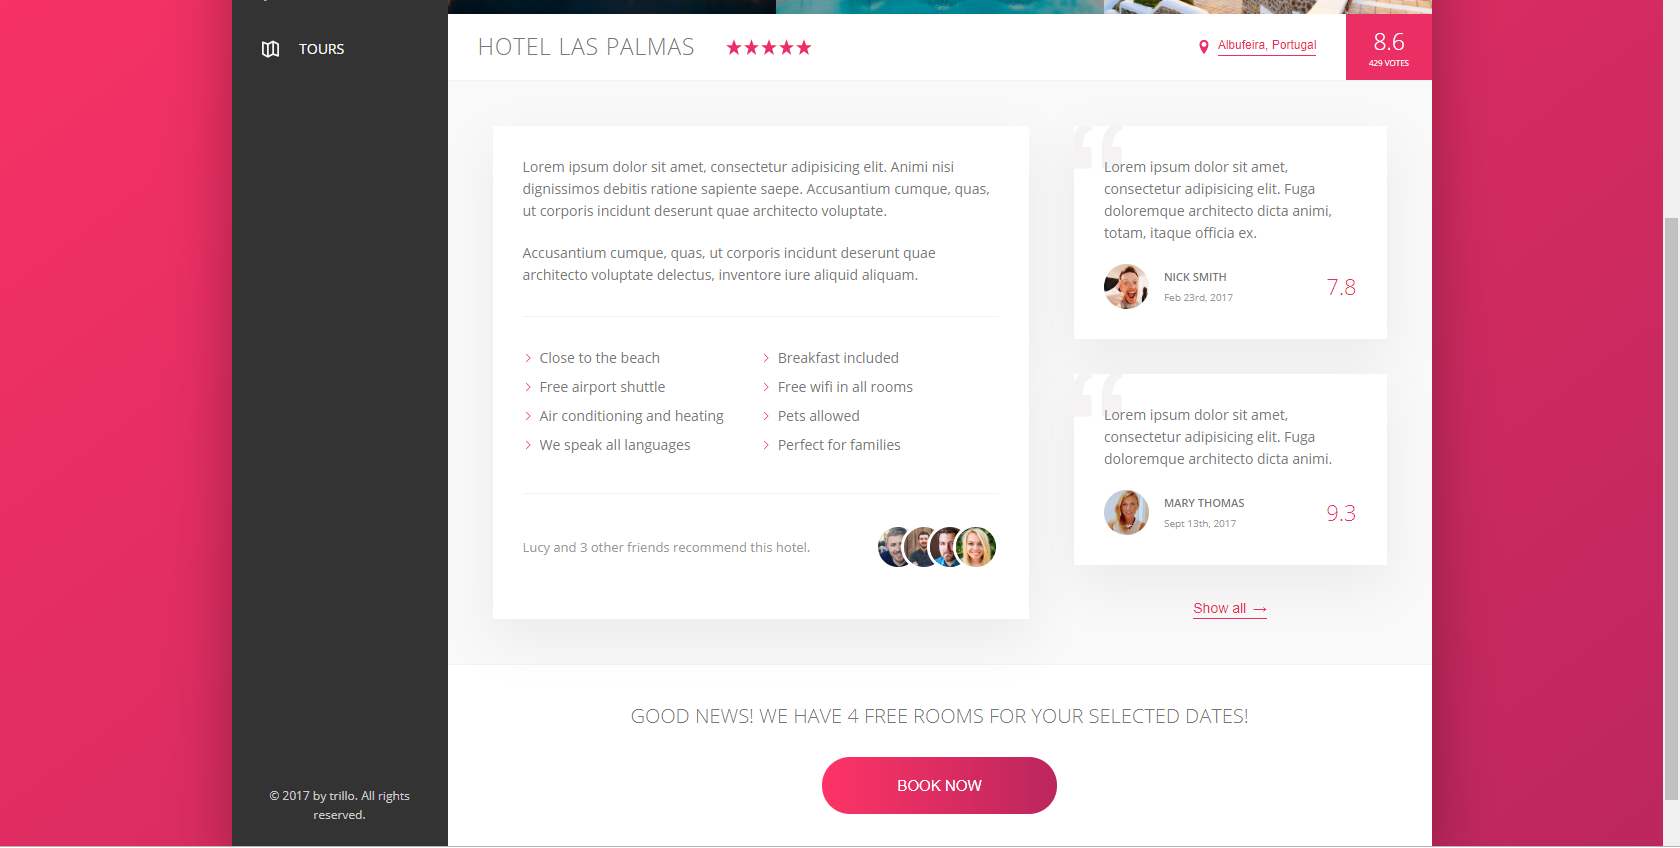 TOURS
HOTEL LAS PALMAS
Albufeira, Portugal
8.6
429 VOTES
Lorem ipsum dolor sit amet, consectetur adipisicing elit. Animi nisi
dignissimos debitis ratione sapiente saepe. Accusantium cumque, quas,
ut corporis incidunt deserunt quae architecto voluptate.
Accusantium cumque, quas, ut corporis incidunt deserunt quae
architecto voluptate delectus, inventore iure aliquid aliquam.
Close to the beach
Breakfast included
Free airport shuttle
Free wifi in all rooms
Air conditioning and heating
Pets allowed
We speak all languages
Perfect for families
Lucy and 3 other friends recommend this hotel.
“
Lorem ipsum dolor sit amet,
consectetur adipisicing elit. Fuga
doloremque architecto dicta animi,
totam, itaque officia ex.
NICK SMITH
Feb 23rd, 2017
7.8
“
Lorem ipsum dolor sit amet,
consectetur adipisicing elit. Fuga
doloremque architecto dicta animi.
MARY THOMAS
Sept 13th, 2017
9.3
Show all →
GOOD NEWS! WE HAVE 4 FREE ROOMS FOR YOUR SELECTED DATES!
BOOK NOW
© 2017 by trillo. All rights
reserved.